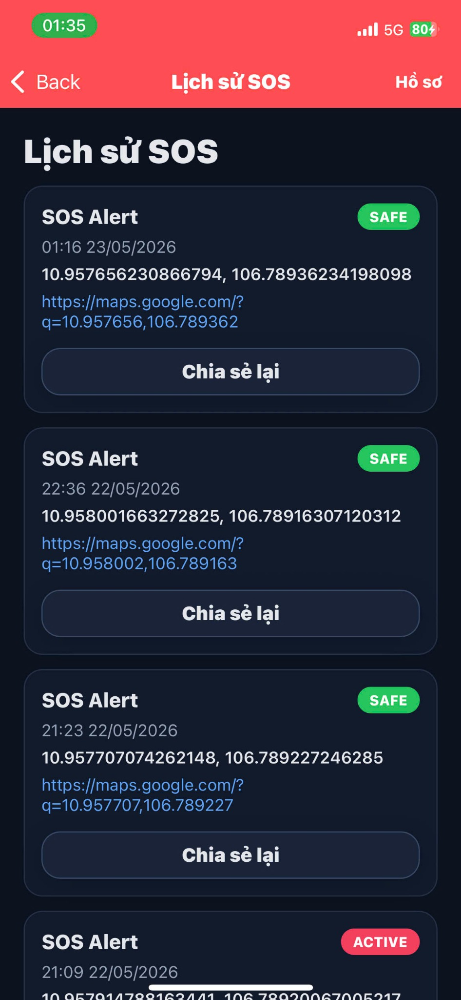 01:35
5G 80
Back
Lịch sử SOS
Hồ sơ
Lịch sử SOS
SOS Alert
SAFE
01:16 23/05/2026
10.957656230866794, 106.78936234198098
https://maps.google.com/?
q=10.957656,106.789362
Chia sẻ lại
SOS Alert
SAFE
22:36 22/05/2026
10.958001663272825, 106.78916307120312
https://maps.google.com/?
q=10.958002,106.789163
Chia sẻ lại
SOS Alert
SAFE
21:23 22/05/2026
10.957707074262148, 106.789227246285
https://maps.google.com/?
q=10.957707,106.789227
Chia sẻ lại
SOS Alert
ACTIVE
21:09 22/05/2026
10.957914788163441, 106.78920067005217